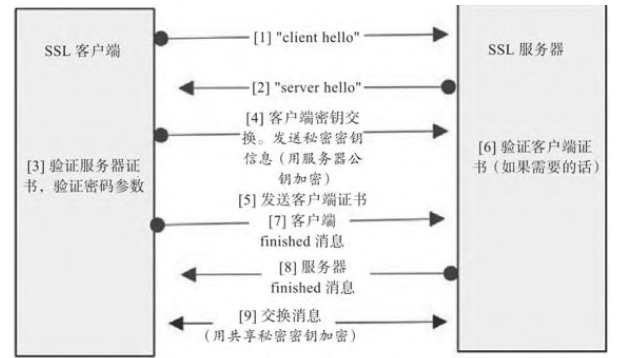 SSL 客户端
SSL 服务器
[1] "client hello"
[2] "server hello"
[3] 验证服务器证
书，验证密码参数
[4] 客户端密钥交
换。发送秘密密钥
信息（用服务器公
钥加密）
[5] 发送客户端证书
[6] 验证客户端证
书（如果需要的话）
[7] 客户端
finished 消息
[8] 服务器
finished 消息
[9] 交换消息
（用共享秘密密钥加密）